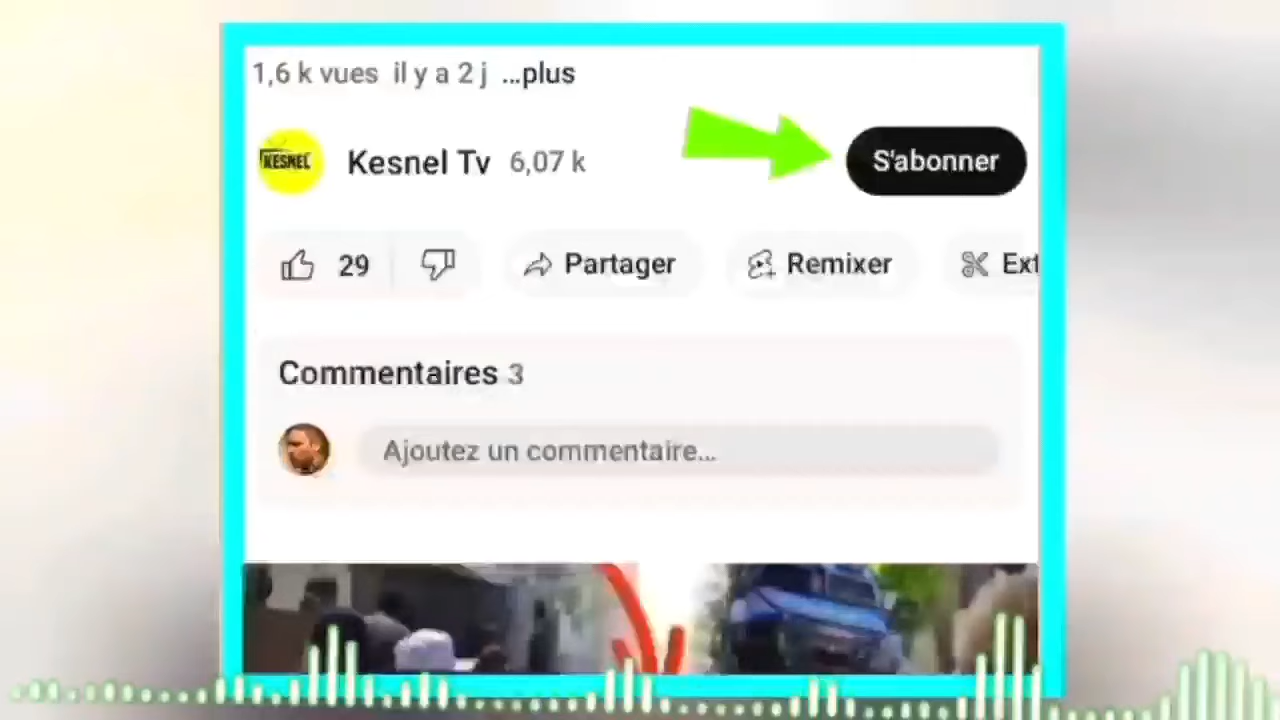 1,6 k vues il y a 2 j ...plus
KESNEL
Kesnel Tv 6,07 k
S'abonner
29
Partager
Remixer
Ext
Commentaires 3
Ajoutez un commentaire...